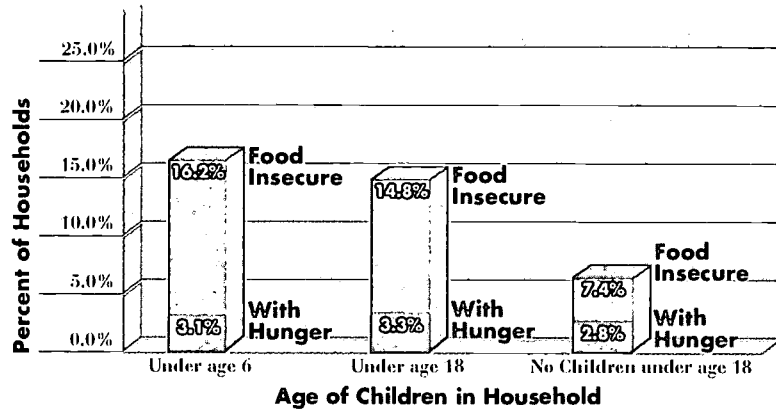 Percent of Households
25.0%
20.0%
15.0%
10.0%
5.0%
0.0%
16.2%
Food
Insecure
3.1%
With
Hunger
14.8%
Food
Insecure
3.3%
With
Hunger
7.4%
Food
Insecure
2.8%
With
Hunger
Under age 6
Under age 18
No Children under age 18
Age of Children in Household